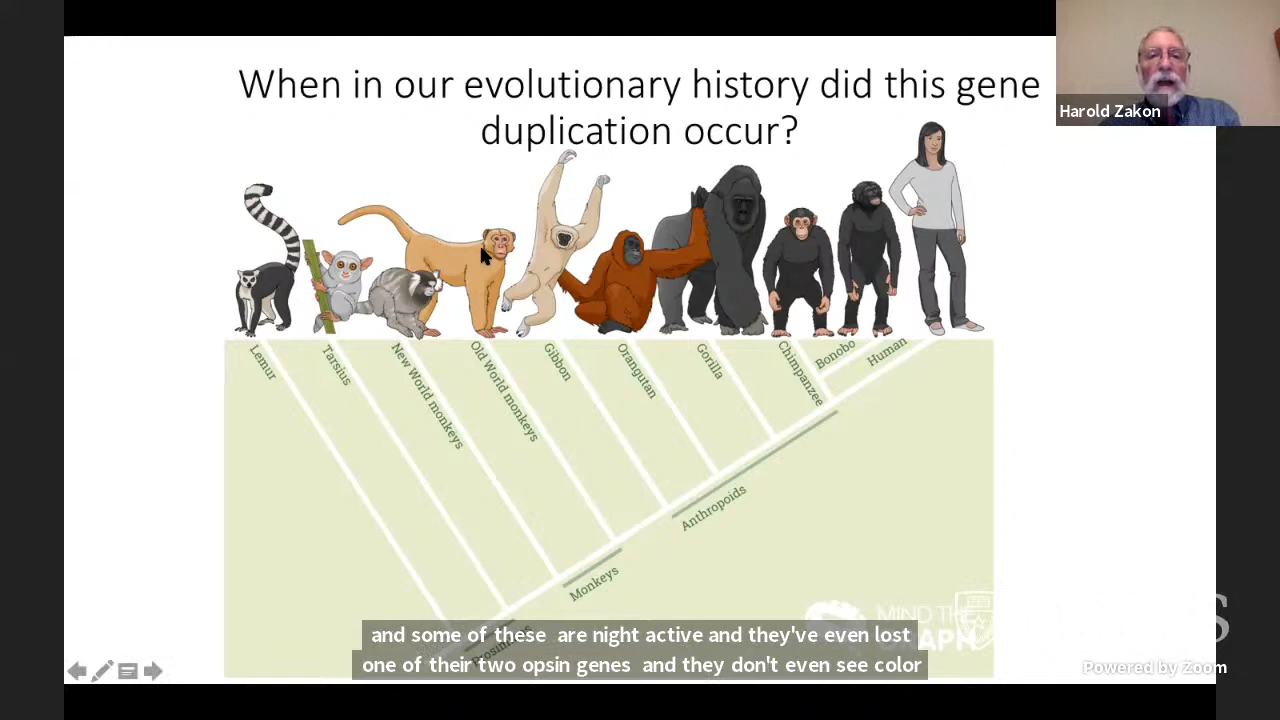 When in our evolutionary history did this gene
duplication occur?
Harold Zakon
Lemur
Tarsius
New World monkeys
Old World monkeys
Gibbon
Orangutan
Gorilla
Chimpanzee
Bonobo
Human
Anthropoids
Monkeys
MIND THE
GRAPH
and some of these are night active and they've even lost
one of their two opsin genes and they don't even see color
Powered by Zoom